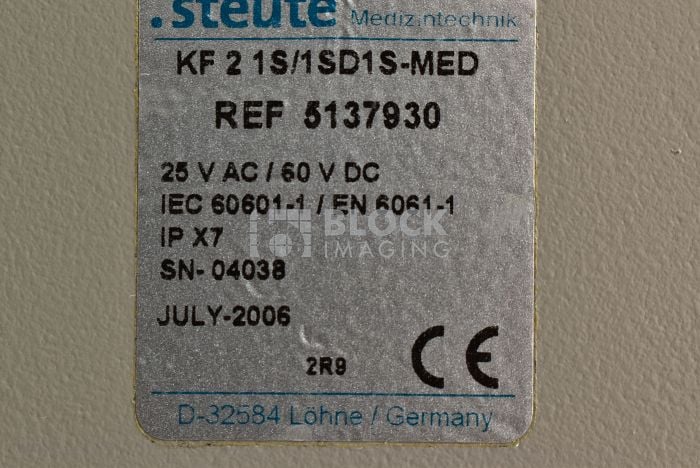 .steute Medizintechnik
KF 2 1S/1SD1S-MED
REF 5137930
25 V AC / 60 V DC
IEC 60601-1 / EN 6061-1
IP X7
SN- 04038
JULY-2006
2R9
CE
D-32584 Löhne / Germany
BLOCK
IMAGING